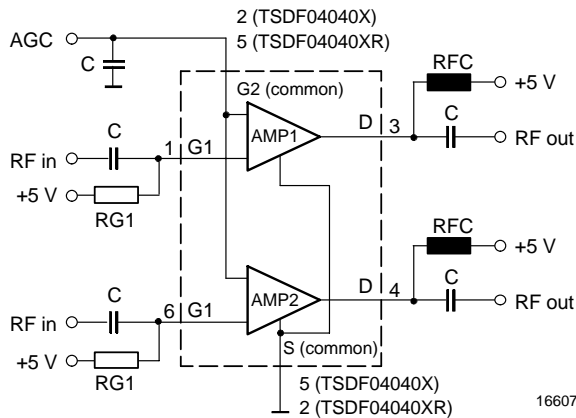 2 (TSDF04040X)
AGC
5 (TSDF04040XR)
C
RFC
G2 (common)
+5 V
C
D 3
C
AMP1
RF in
1 G1
RF out
+5 V
RG1
RFC
+5 V
C
D
4
C
AMP2
RF in
6 G1
RF out
S (common)
+5 V
RG1
5 (TSDF04040X)
2 (TSDF04040XR)
16607